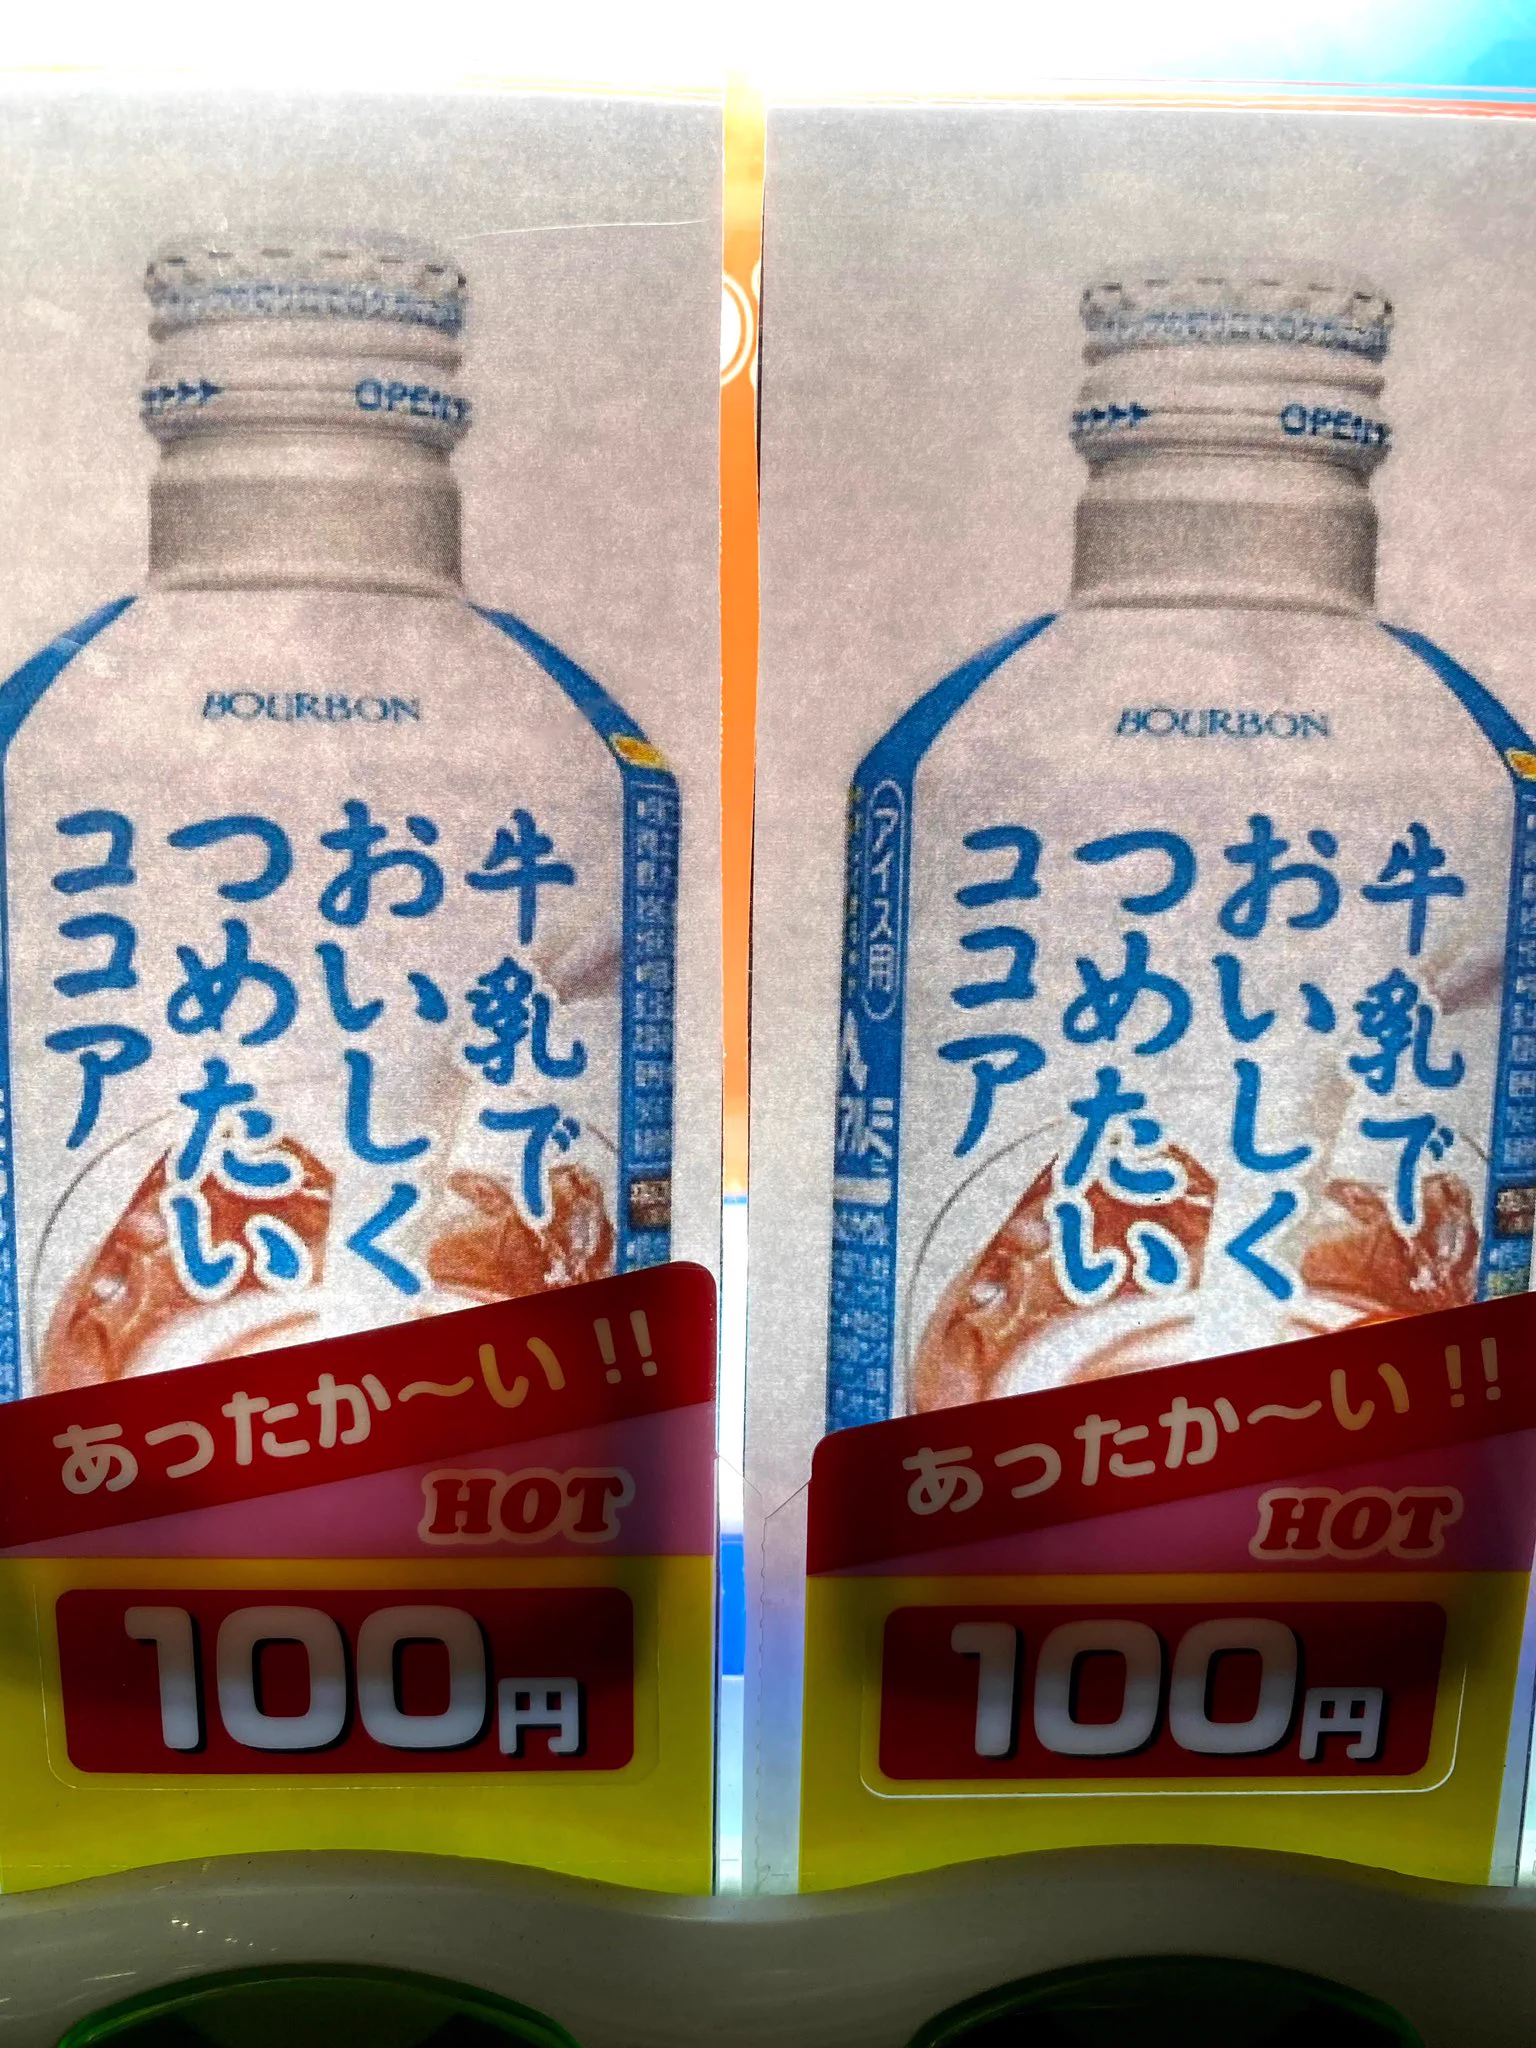 OPEN
BOURBON
牛乳で
おいしく
つめたい
ココア
あったか～い!!
HOT
100円
OPEN
BOURBON
牛乳で
おいしく
つめたい
ココア
アイス用
あったか～い!!
HOT
100円